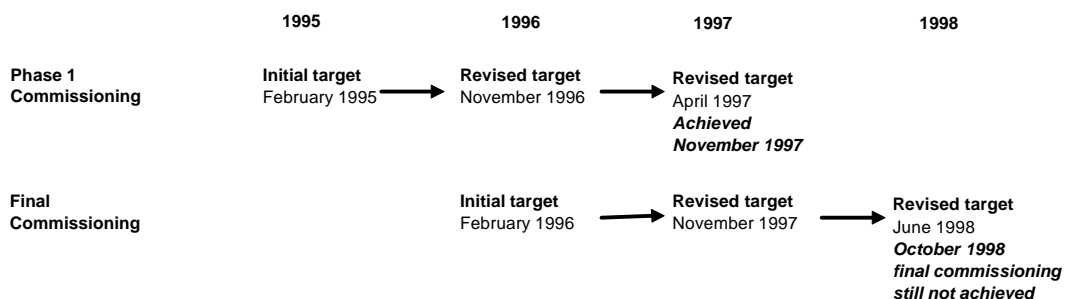 1995 1996 1997 1998
Phase 1
Commissioning
Initial target
February 1995
Revised target
November 1996
Revised target
April 1997
Achieved
November 1997
Final
Commissioning
Initial target
February 1996
Revised target
November 1997
Revised target
June 1998
October 1998
final commissioning
still not achieved